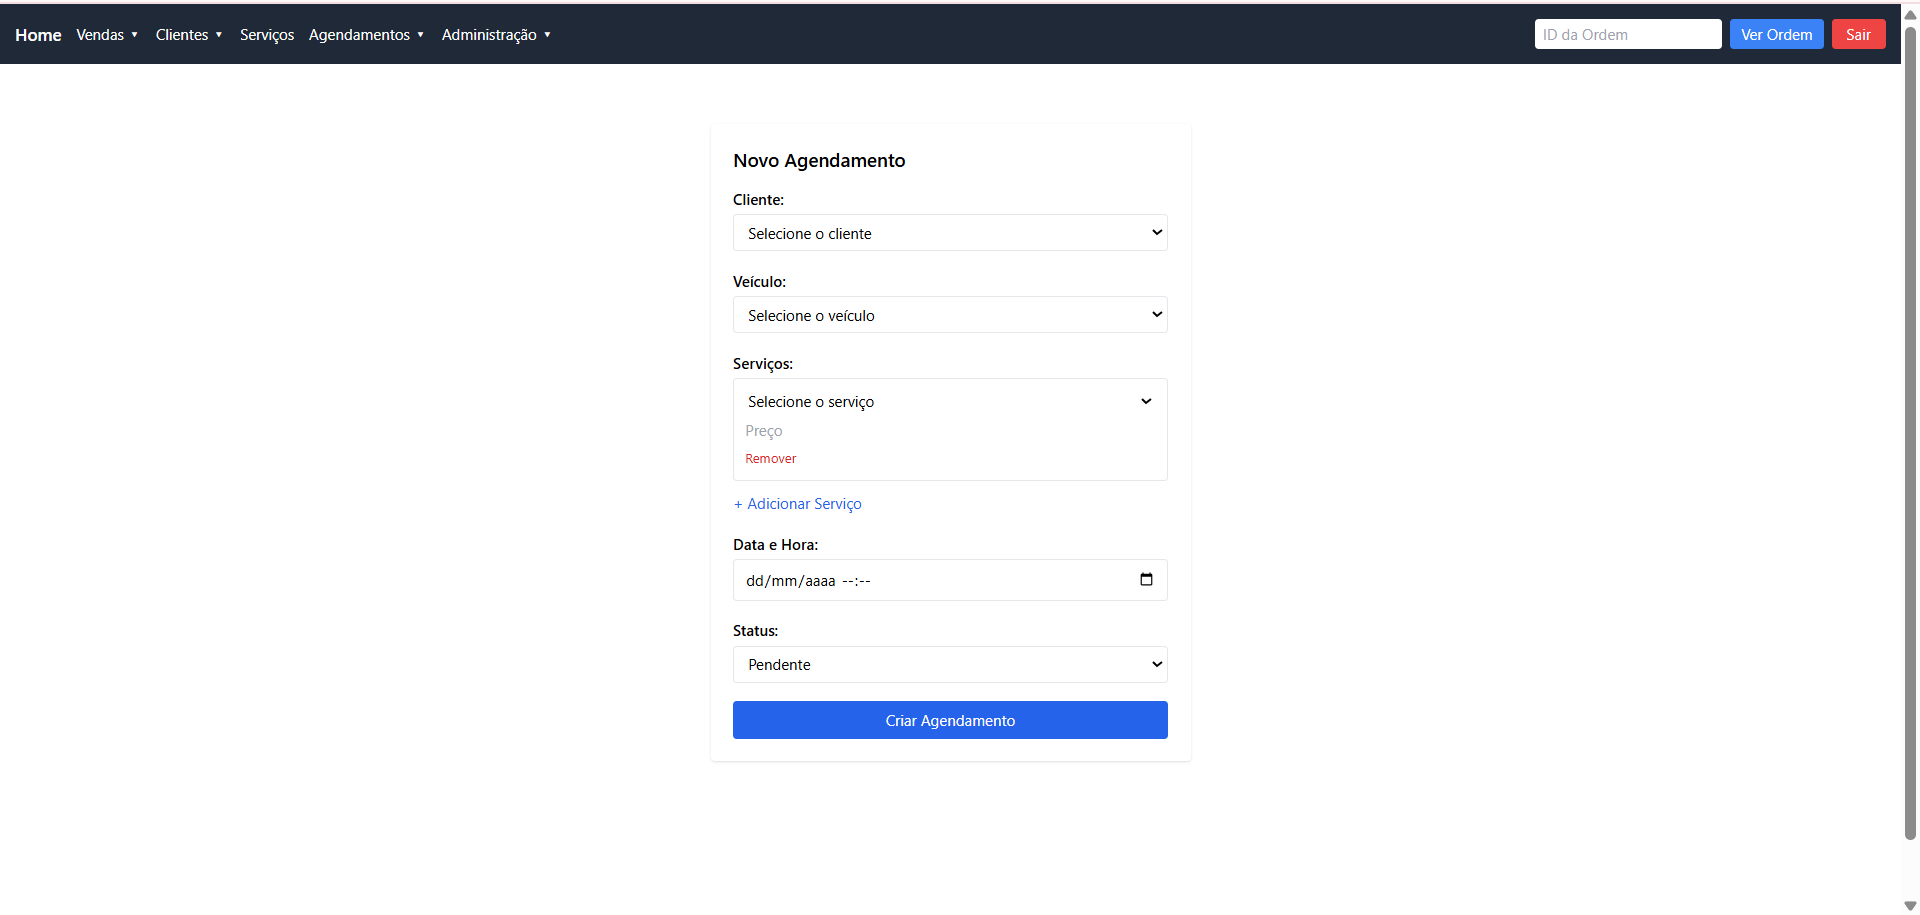 Home Vendas ▼ Clientes ▼ Serviços Agendamentos ▼ Administração ▼ ID da Ordem Ver Ordem Sair
Novo Agendamento
Cliente:
Selecione o cliente
Veículo:
Selecione o veículo
Serviços:
Selecione o serviço
Preço
Remover
+ Adicionar Serviço
Data e Hora:
dd/mm/aaaa --:--
Status:
Pendente
Criar Agendamento